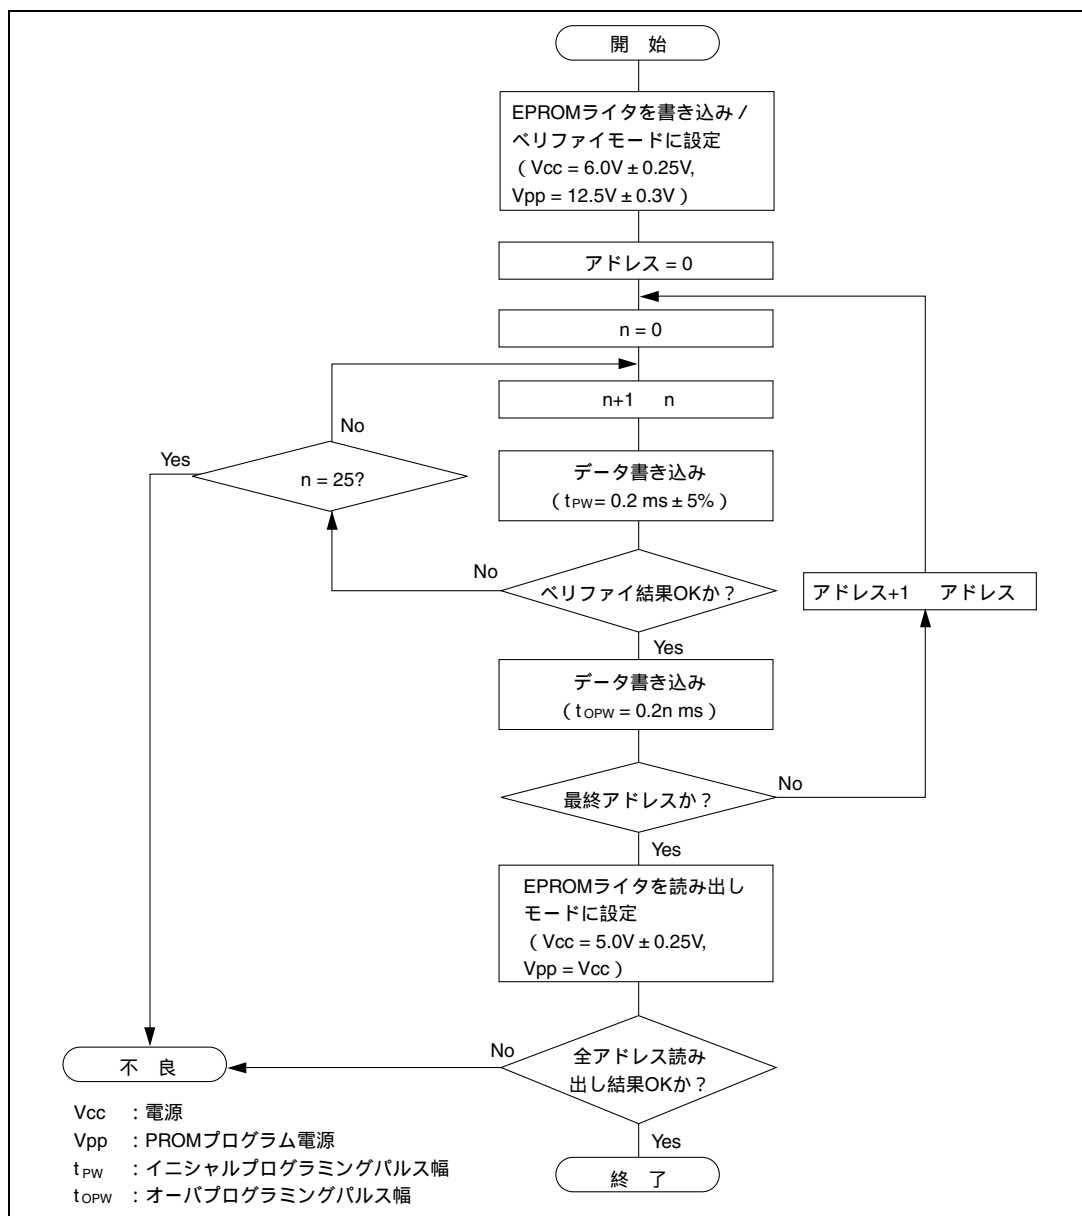 開 始
EPROMライタを書き込み /
ベリファイモードに設定
( Vcc = 6.0V ± 0.25V,
Vpp = 12.5V ± 0.3V )
アドレス = 0
n = 0
n+1 n
No
Yes
n = 25?
データ書き込み
( tPW = 0.2 ms ± 5% )
No
ベリファイ結果OKか?
アドレス+1 アドレス
Yes
データ書き込み
( tOPW = 0.2n ms )
No
最終アドレスか?
Yes
EPROMライタを読み出し
モードに設定
( Vcc = 5.0V ± 0.25V,
Vpp = Vcc )
No
不 良
全アドレス読み
出し結果OKか?
Yes
終 了
Vcc : 電源
Vpp : PROMプログラム電源
tPW : イニシャルプログラミングパルス幅
tOPW : オーバプログラミングパルス幅